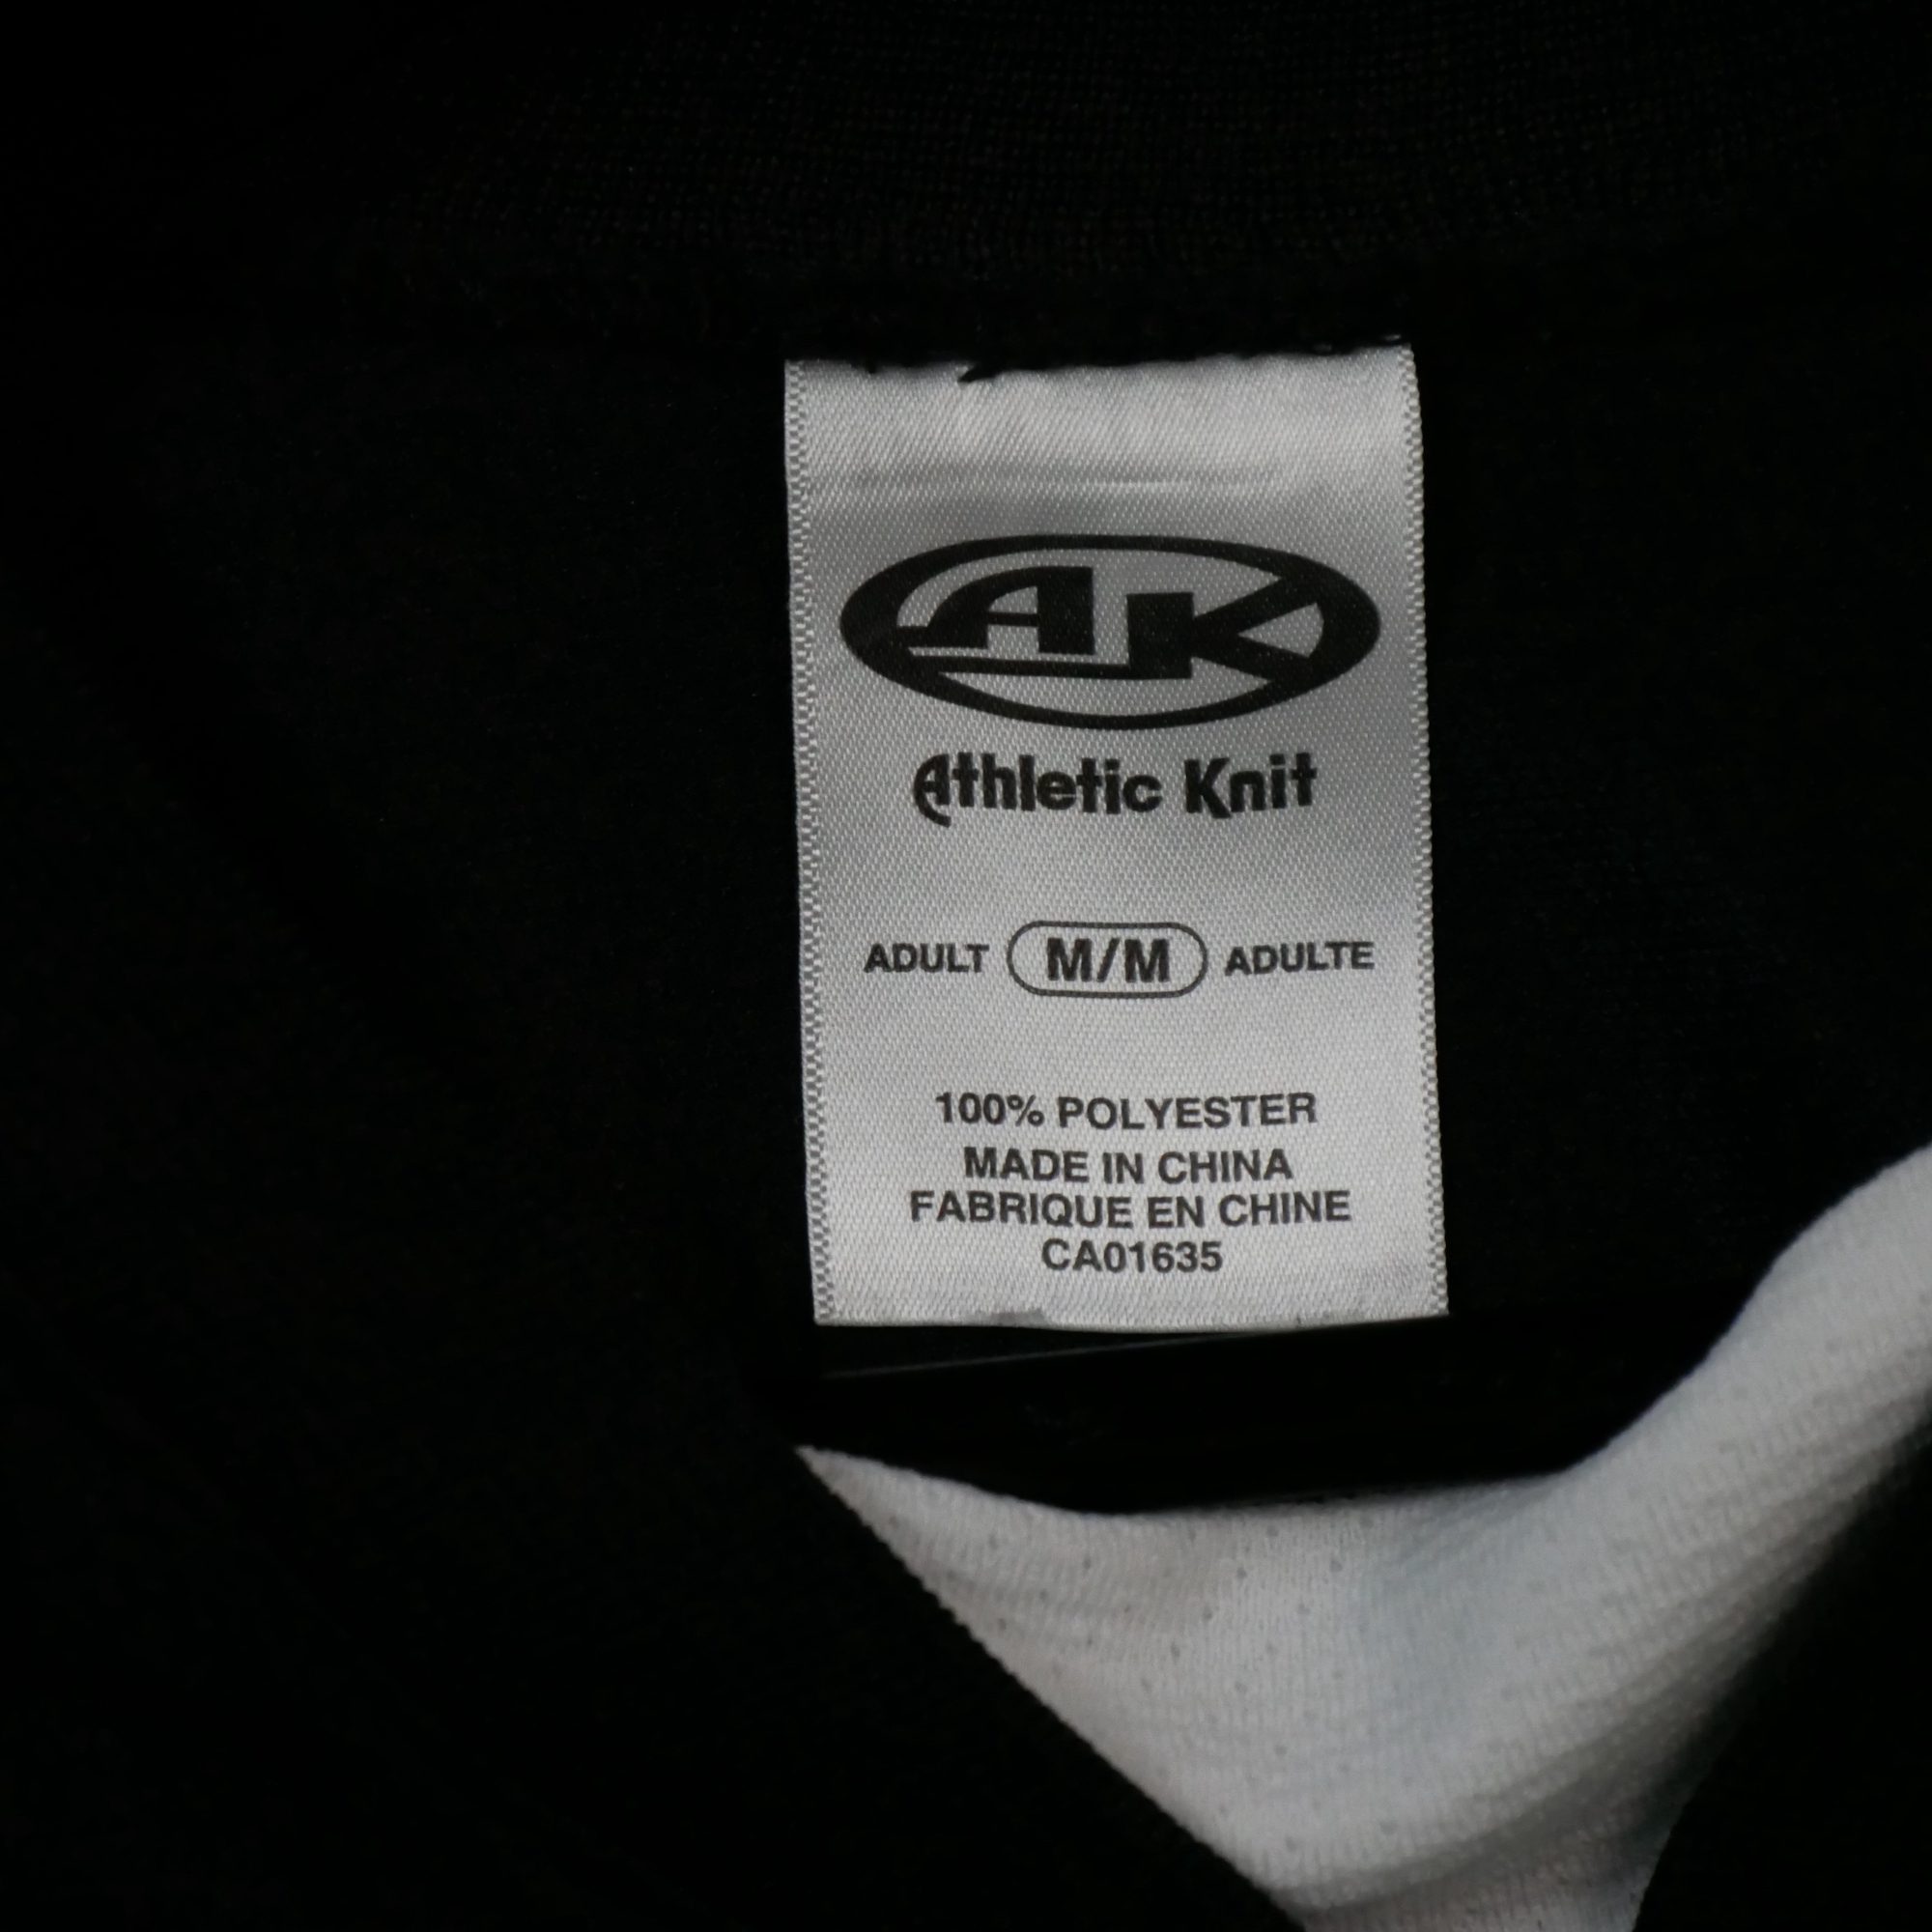 AK
Athletic Knit
ADULT M/M ADULTE
100% POLYESTER
MADE IN CHINA
FABRIQUE EN CHINE
CA01635